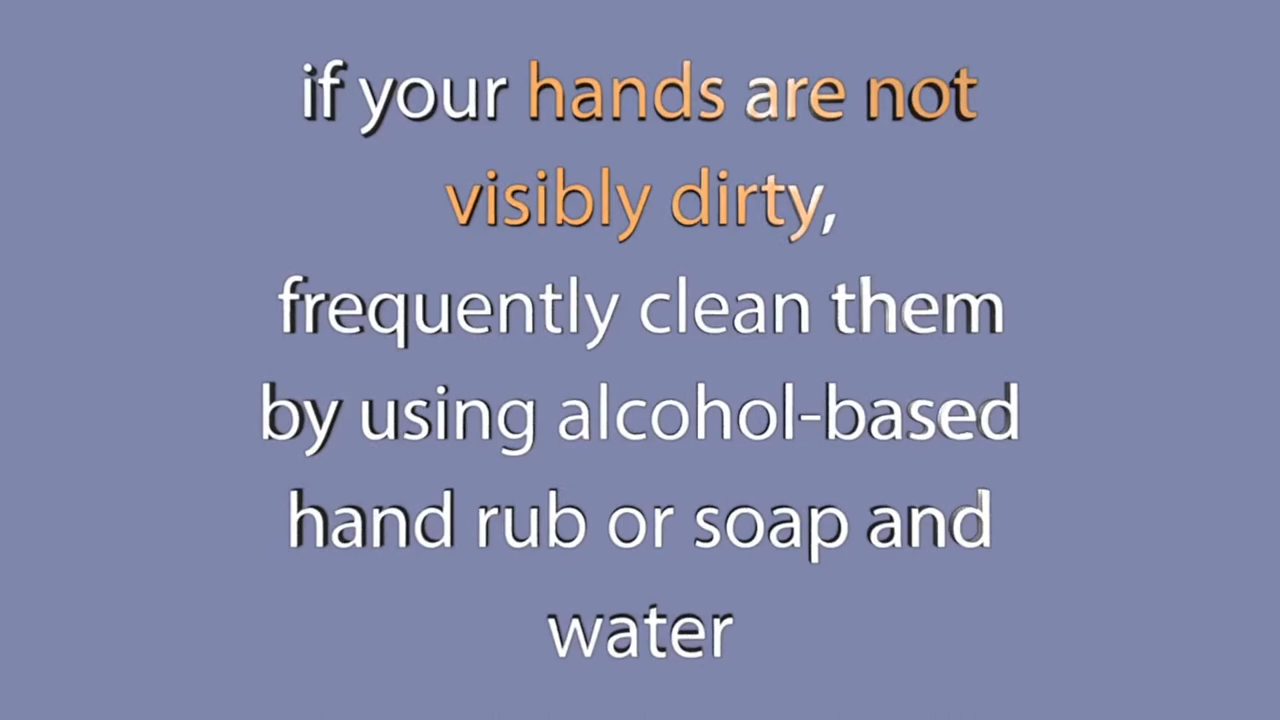 if your hands are not
visibly dirty,
frequently clean them
by using alcohol-based
hand rub or soap and
water